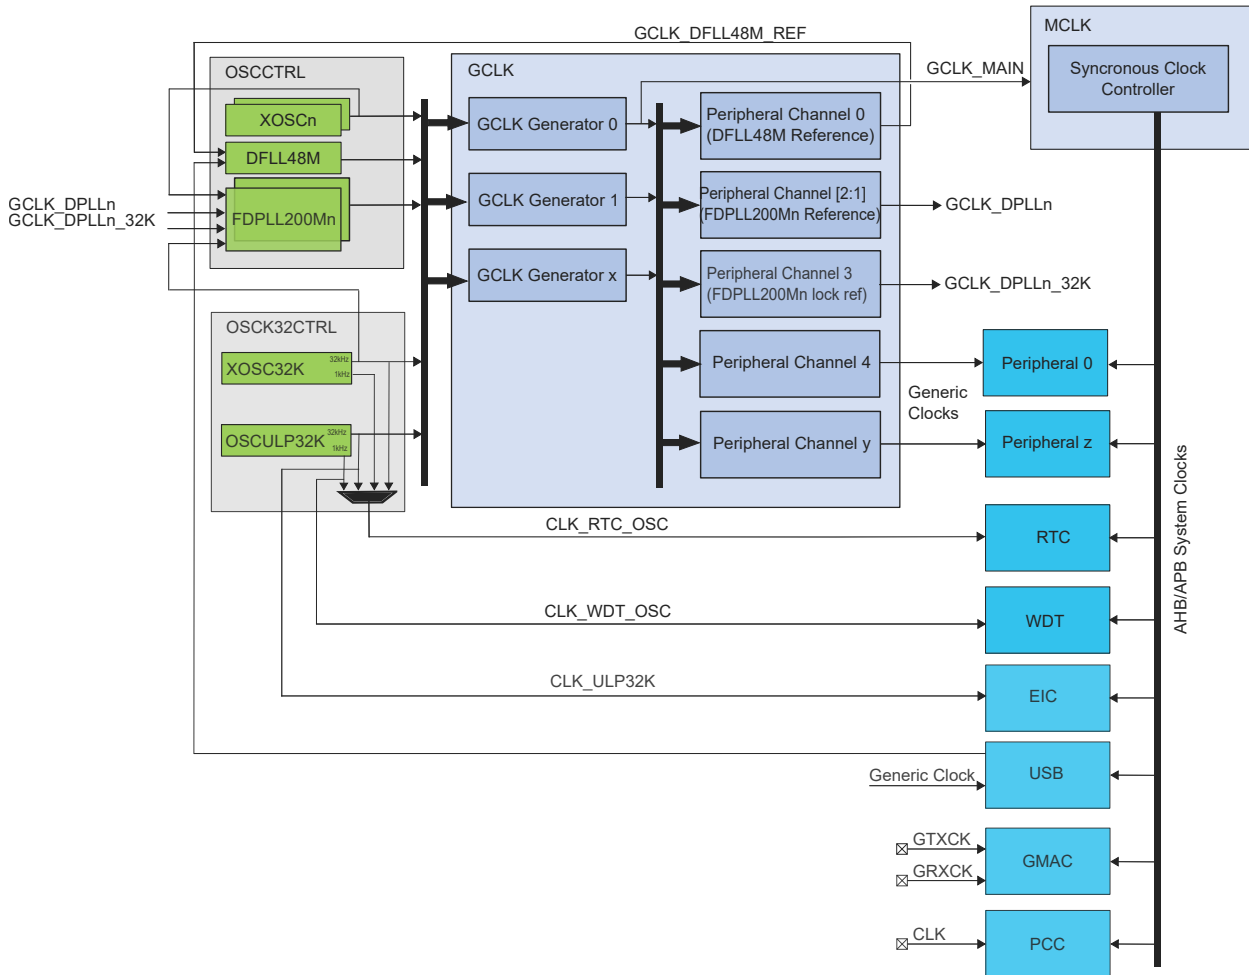 GCLK_DFLL48M_REF
MCLK
OSCCTRL
GCLK
GCLK_MAIN
Syncronous Clock
Controller
XOSCn
GCLK Generator 0
Peripheral Channel 0
(DFLL48M Reference)
DFLL48M
GCLK_DPLLn
GCLK_DPLLn_32K
FDPLL200Mn
GCLK Generator 1
Peripheral Channel [2:1]
(FDPLL200Mn Reference)
GCLK_DPLLn
GCLK Generator x
Peripheral Channel 3
(FDPLL200Mn lock ref)
GCLK_DPLLn_32K
OSCK32CTRL
XOSC32K
32kHz
1kHz
Peripheral Channel 4
Peripheral 0
Generic
Clocks
OSCULP32K
32kHz
1kHz
Peripheral Channel y
Peripheral z
CLK_RTC_OSC
RTC
AHB/APB System Clocks
CLK_WDT_OSC
WDT
CLK_ULP32K
EIC
Generic Clock
USB
GTXCK
GRXCK
GMAC
CLK
PCC